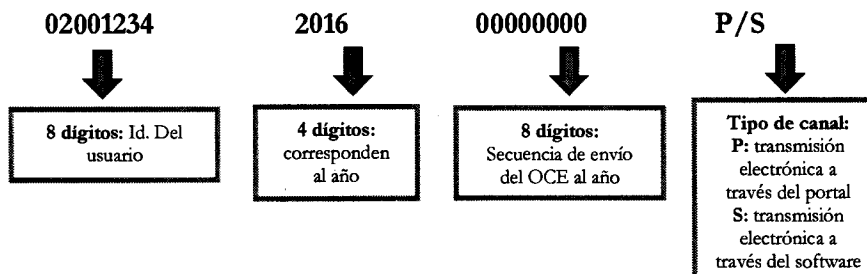 02001234 2016 00000000 P/S
8 dígitos: Id. Del
usuario
4 dígitos:
corresponden
al año
8 dígitos:
Secuencia de envío
del OCE al año
Tipo de canal:
P: transmisión
electrónica a
través del portal
S: transmisión
electrónica a
través del software